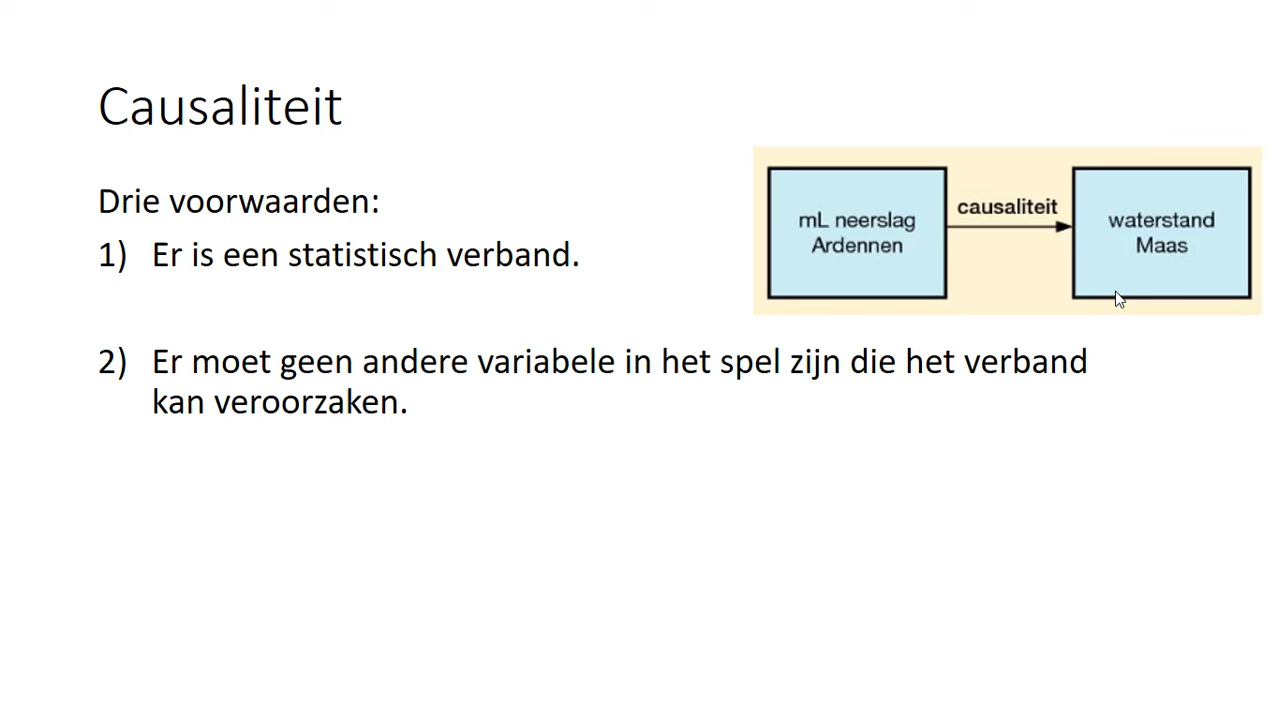 Causaliteit
Drie voorwaarden:
1) Er is een statistisch verband.
2) Er moet geen andere variabele in het spel zijn die het verband
kan veroorzaken.
mL neerslag
Ardennen
causaliteit
waterstand
Maas